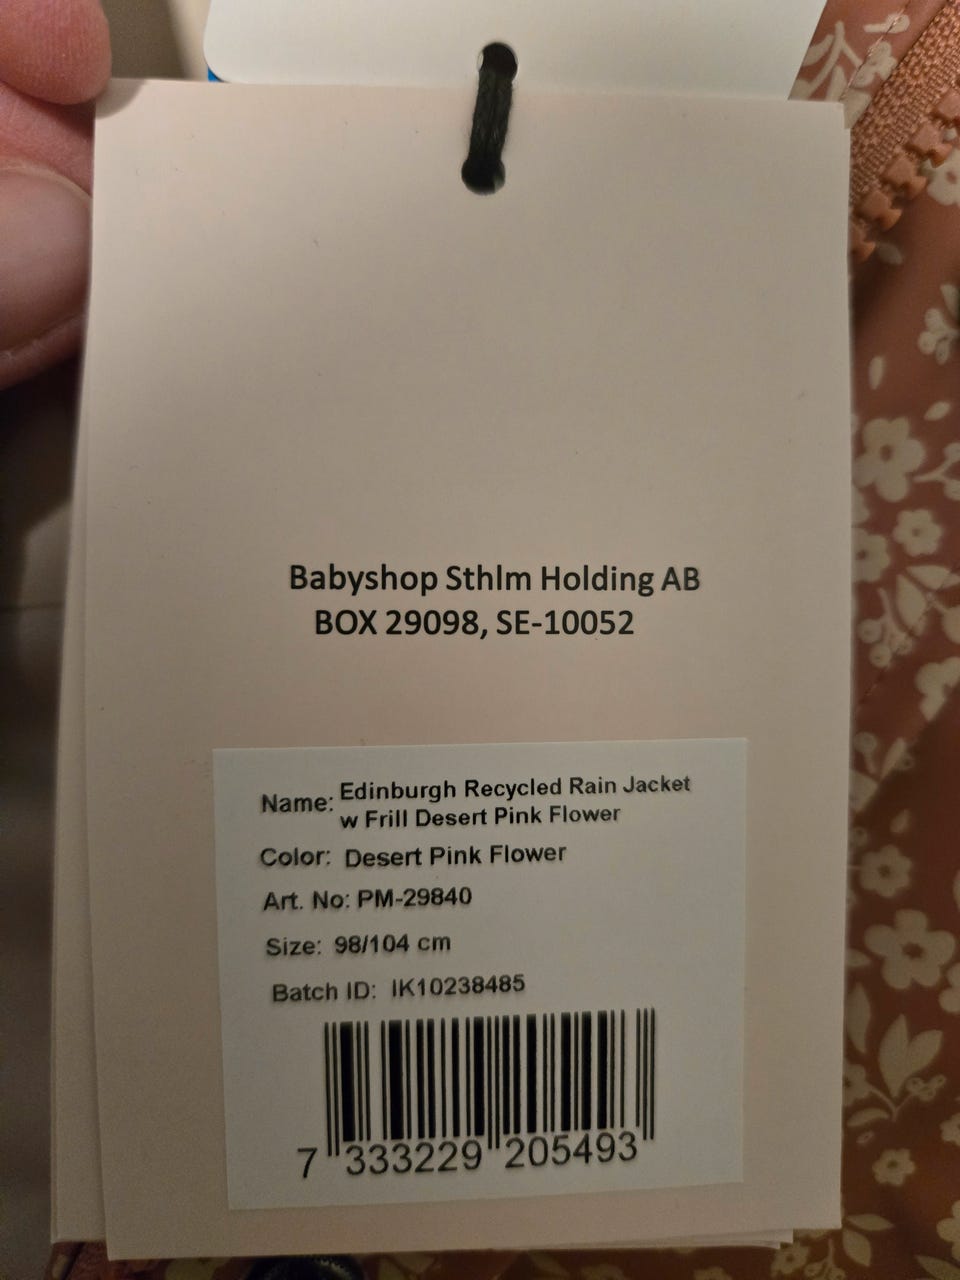 Babyshop Sthlm Holding AB
BOX 29098, SE-10052
Name: Edinburgh Recycled Rain Jacket
w Frill Desert Pink Flower
Color: Desert Pink Flower
Art. No: PM-29840
Size: 98/104 cm
Batch ID: IK10238485
7 333229 205493